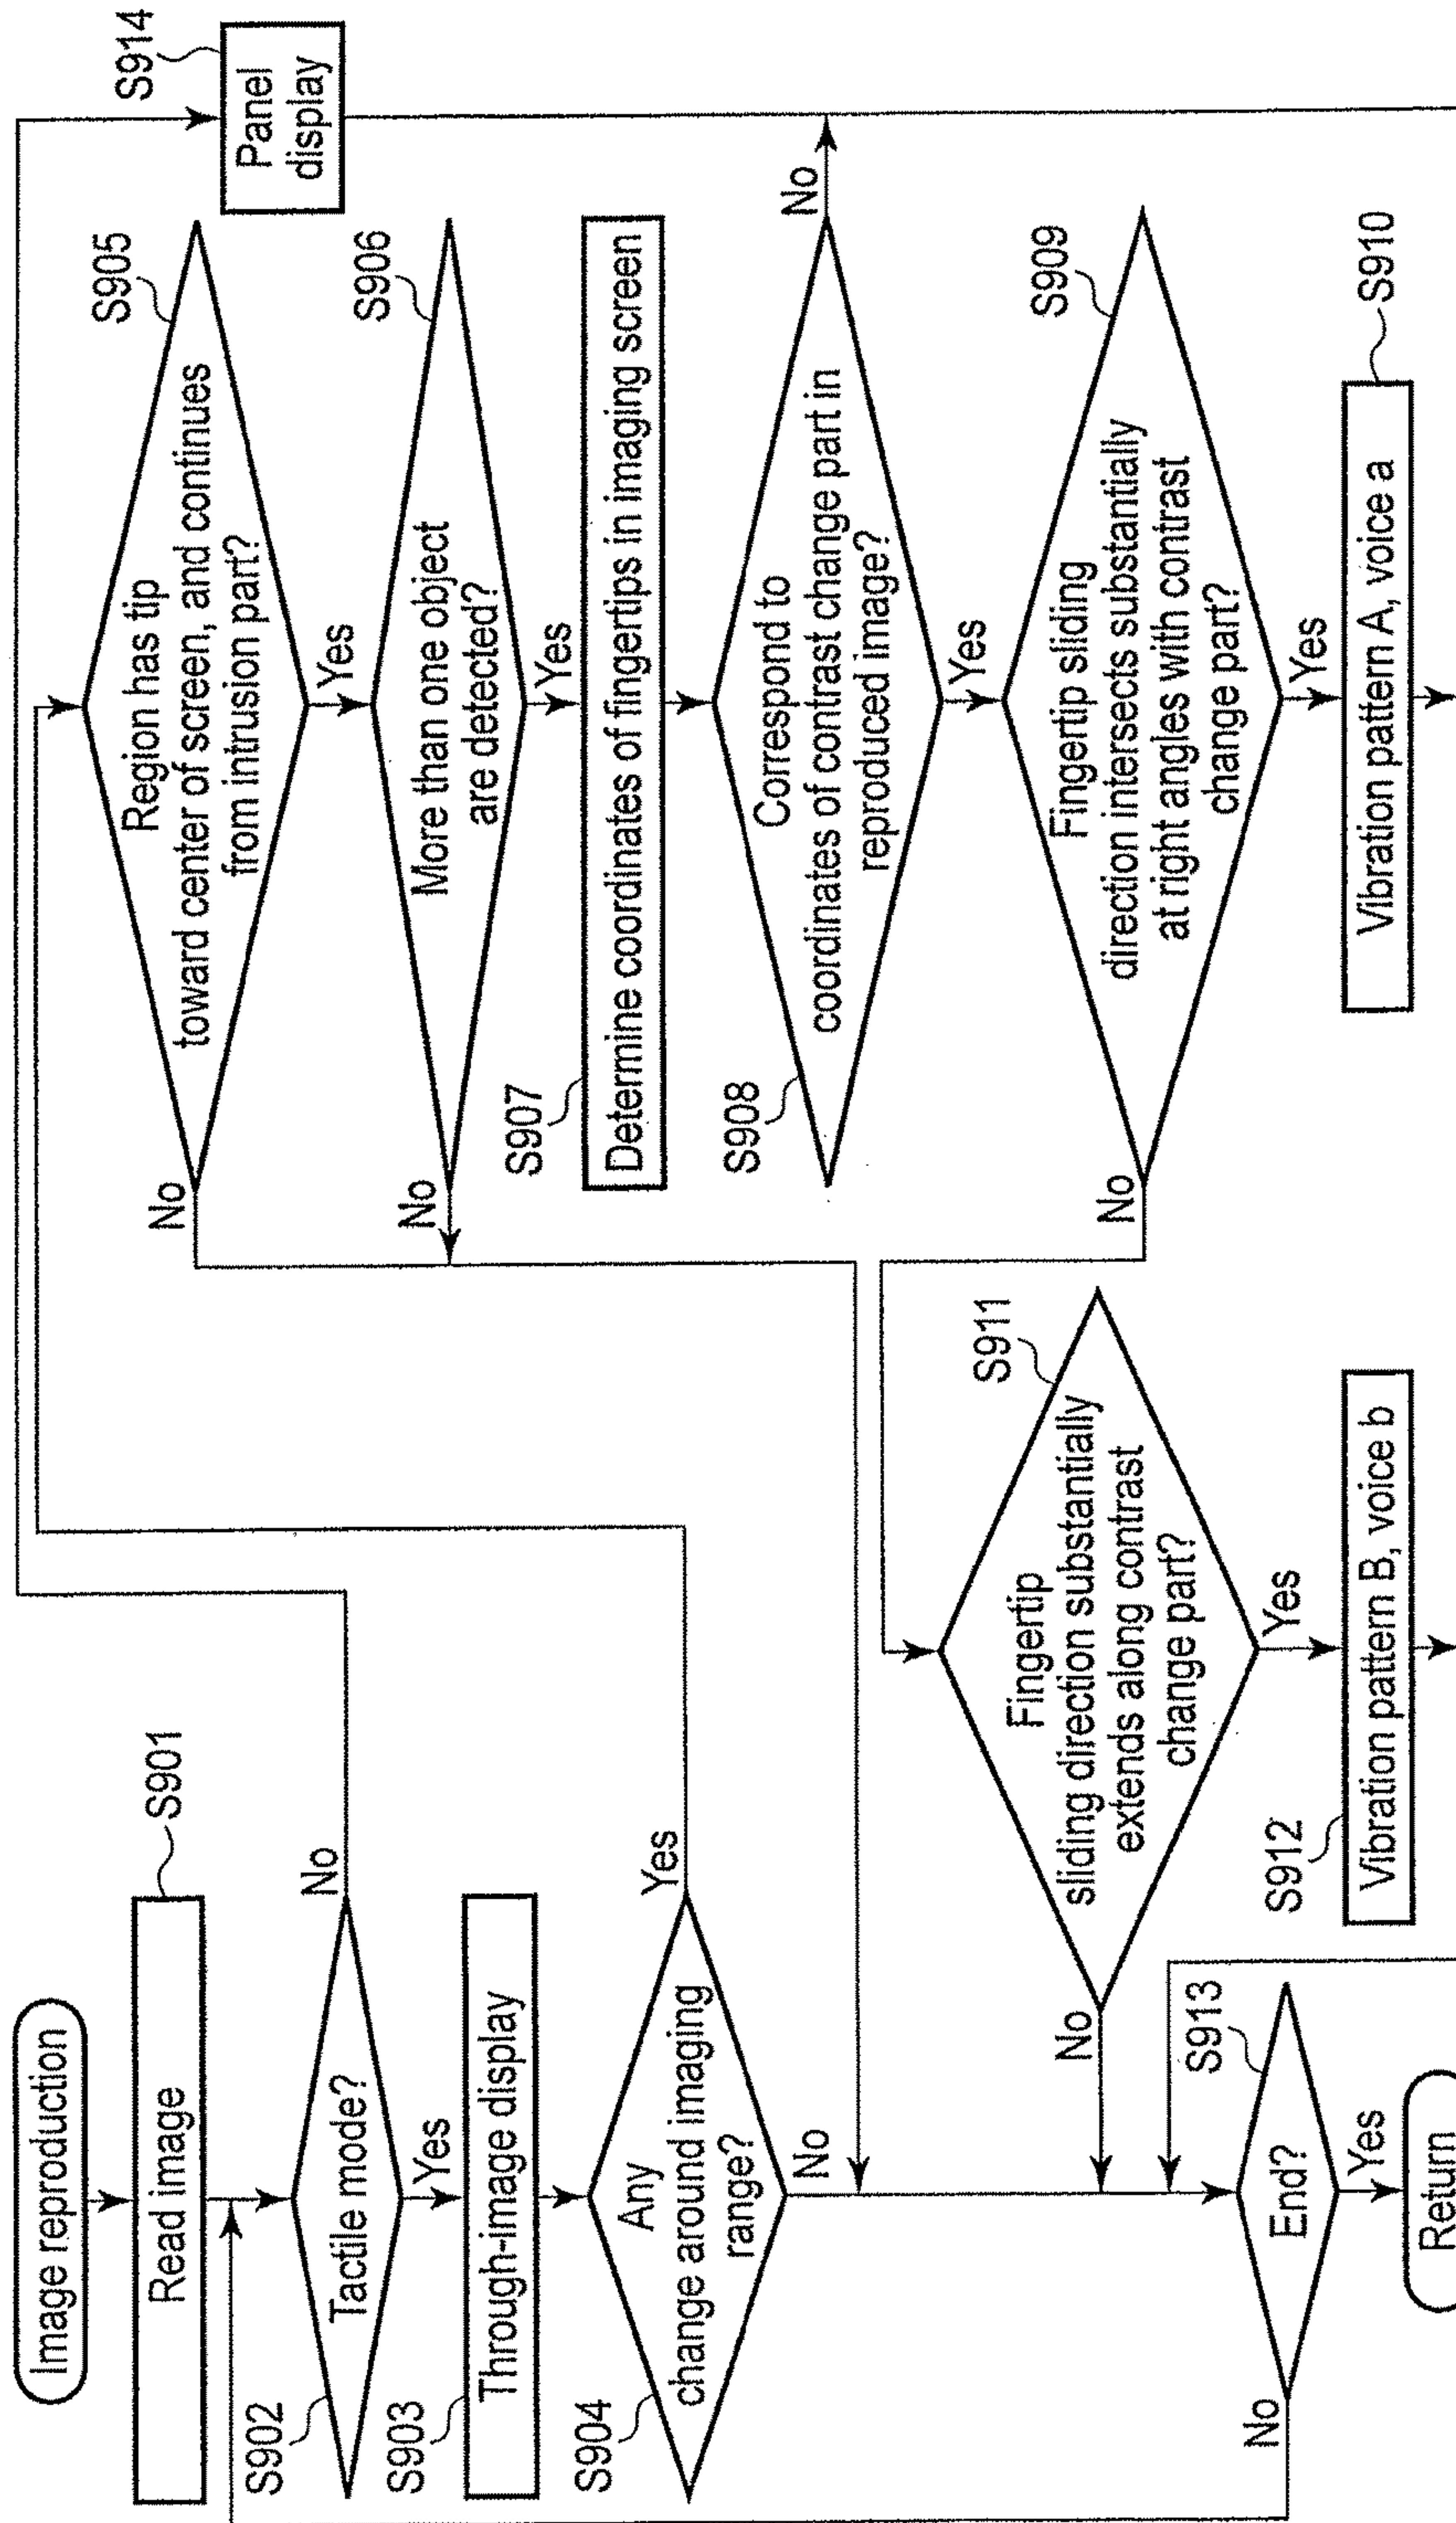 Image reproduction
Read image
S901
Tactile mode?
S902
No
Yes
Through-image display
S903
Any
change around imaging
range?
S904
Yes
No
Region has tip
toward center of screen, and continues
from intrusion part?
S905
No
Yes
More than one object
are detected?
S906
No
Yes
S907
Determine coordinates of fingertips in imaging screen
Correspond to
coordinates of contrast change part in
reproduced image?
S908
No
Yes
Fingertip sliding
direction intersects substantially
at right angles with contrast
change part?
S909
No
Yes
Vibration pattern A, voice a
S910
Fingertip
sliding direction substantially
extends along contrast
change part?
S911
No
Yes
S912
Vibration pattern B, voice b
End?
S913
No
Yes
Return
Panel
display
S914